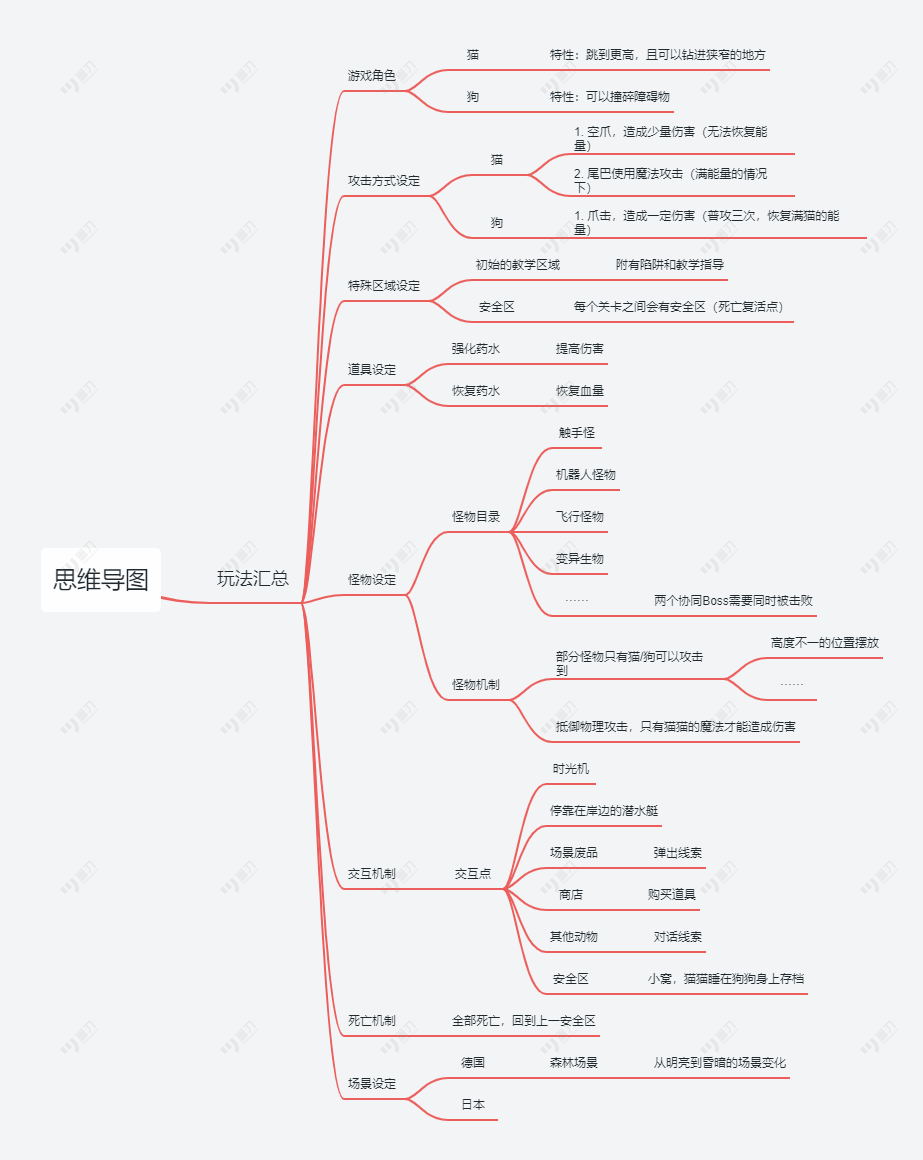 思维导图
玩法汇总
游戏角色
猫
特性：跳到更高，且可以钻进狭窄的地方
狗
特性：可以撞碎障碍物
攻击方式设定
猫
1. 空爪，造成少量伤害（无法恢复能
量）
2. 尾巴使用魔法攻击（满能量的情况
下）
狗
1. 爪击，造成一定伤害（普攻三次，恢复满猫的能
量）
特殊区域设定
初始的教学区域
附有陷阱和教学指导
安全区
每个关卡之间会有安全区（死亡复活点）
道具设定
强化药水
提高伤害
恢复药水
恢复血量
怪物设定
怪物目录
触手怪
机器人怪物
飞行怪物
变异生物
……
两个协同Boss需要同时被击败
怪物机制
部分怪物只有猫/狗可以攻击
到
高度不一的位置摆放
……
抵御物理攻击，只有猫猫的魔法才能造成伤害
交互机制
交互点
时光机
停靠在岸边的潜水艇
场景废品
弹出线索
商店
购买道具
其他动物
对话线索
安全区
小窝，猫猫睡在狗狗身上存档
死亡机制
全部死亡，回到上一安全区
场景设定
德国
森林场景
从明亮到昏暗的场景变化
日本